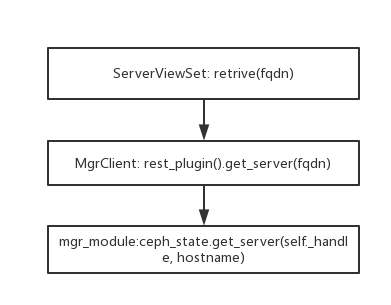 ServerViewSet: retrive(fqdn)
MgrClient: rest_plugin().get_server(fqdn)
mgr_module:ceph_state.get_server(self._handl
e, hostname)